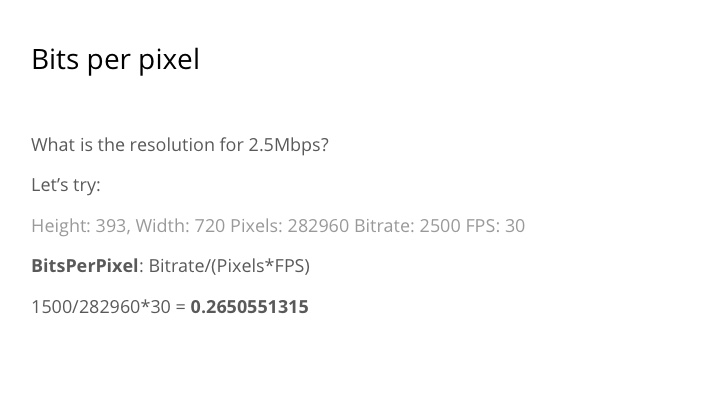 Bits per pixel
What is the resolution for 2.5Mbps?
Let’s try:
Height: 393, Width: 720 Pixels: 282960 Bitrate: 2500 FPS: 30
BitsPerPixel: Bitrate/(Pixels*FPS)
1500/282960*30 = 0.2650551315